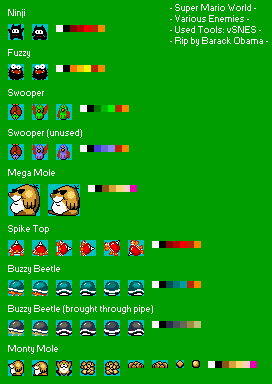 Ninji
- Super Mario World -
- Various Enemies -
- Used Tools: vSNES -
- Rip by Barack Obama -
Fuzzy
Swooper
Swooper (unused)
Mega Mole
Spike Top
Buzzy Beetle
Buzzy Beetle (brought through pipe)
Monty Mole